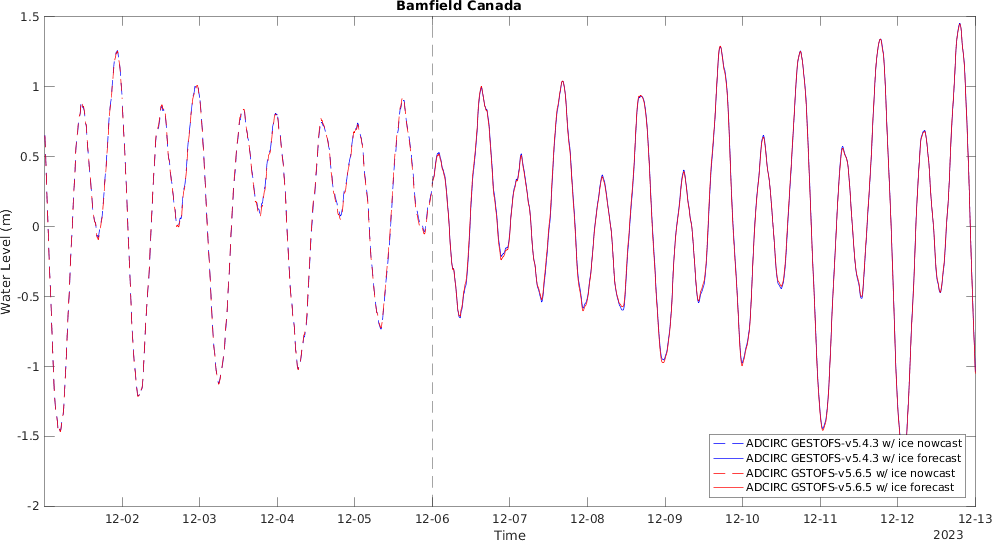 Bamfield Canada
1.5
1
0.5
0
-0.5
-1
-1.5
-2
Water Level (m)
ADCIRC GESTOFS-v5.4.3 w/ ice nowcast
ADCIRC GESTOFS-v5.4.3 w/ ice forecast
ADCIRC GSTOFS-v5.6.5 w/ ice nowcast
ADCIRC GSTOFS-v5.6.5 w/ ice forecast
12-02 12-03 12-04 12-05 12-06 12-07 12-08 12-09 12-10 12-11 12-12 12-13
Time
2023